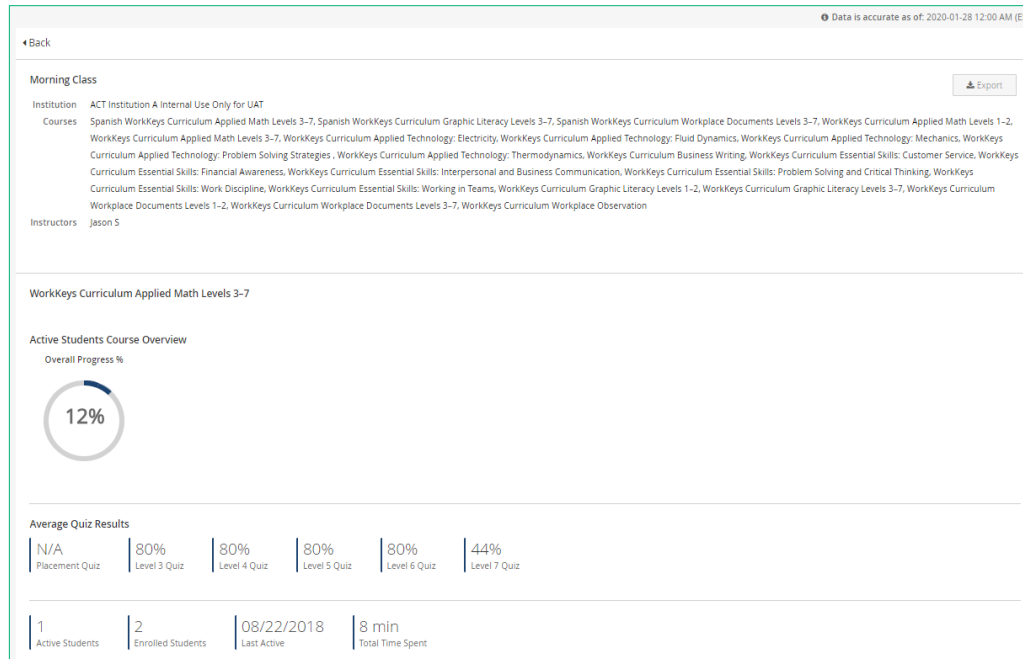 Data is accurate as of: 2020-01-28 12:00 AM (E
Back
Morning Class
Export
Institution ACT Institution A Internal Use Only for UAT
Courses Spanish WorkKeys Curriculum Applied Math Levels 3–7, Spanish WorkKeys Curriculum Graphic Literacy Levels 3–7, Spanish WorkKeys Curriculum Workplace Documents Levels 3–7, WorkKeys Curriculum Applied Math Levels 1–2,
WorkKeys Curriculum Applied Math Levels 3–7, WorkKeys Curriculum Applied Technology: Electricity, WorkKeys Curriculum Applied Technology: Fluid Dynamics, WorkKeys Curriculum Applied Technology: Mechanics, WorkKeys
Curriculum Applied Technology: Problem Solving Strategies , WorkKeys Curriculum Applied Technology: Thermodynamics, WorkKeys Curriculum Business Writing, WorkKeys Curriculum Essential Skills: Customer Service, WorkKeys
Curriculum Essential Skills: Financial Awareness, WorkKeys Curriculum Essential Skills: Interpersonal and Business Communication, WorkKeys Curriculum Essential Skills: Problem Solving and Critical Thinking, WorkKeys
Curriculum Essential Skills: Work Discipline, WorkKeys Curriculum Essential Skills: Working in Teams, WorkKeys Curriculum Graphic Literacy Levels 1–2, WorkKeys Curriculum Graphic Literacy Levels 3–7, WorkKeys Curriculum
Workplace Documents Levels 1–2, WorkKeys Curriculum Workplace Documents Levels 3–7, WorkKeys Curriculum Workplace Observation
Instructors Jason S
WorkKeys Curriculum Applied Math Levels 3–7
Active Students Course Overview
Overall Progress %
12%
Average Quiz Results
N/A 80% 80% 80% 80% 44%
Placement Quiz Level 3 Quiz Level 4 Quiz Level 5 Quiz Level 6 Quiz Level 7 Quiz
1 2 08/22/2018 8 min
Active Students Enrolled Students Last Active Total Time Spent